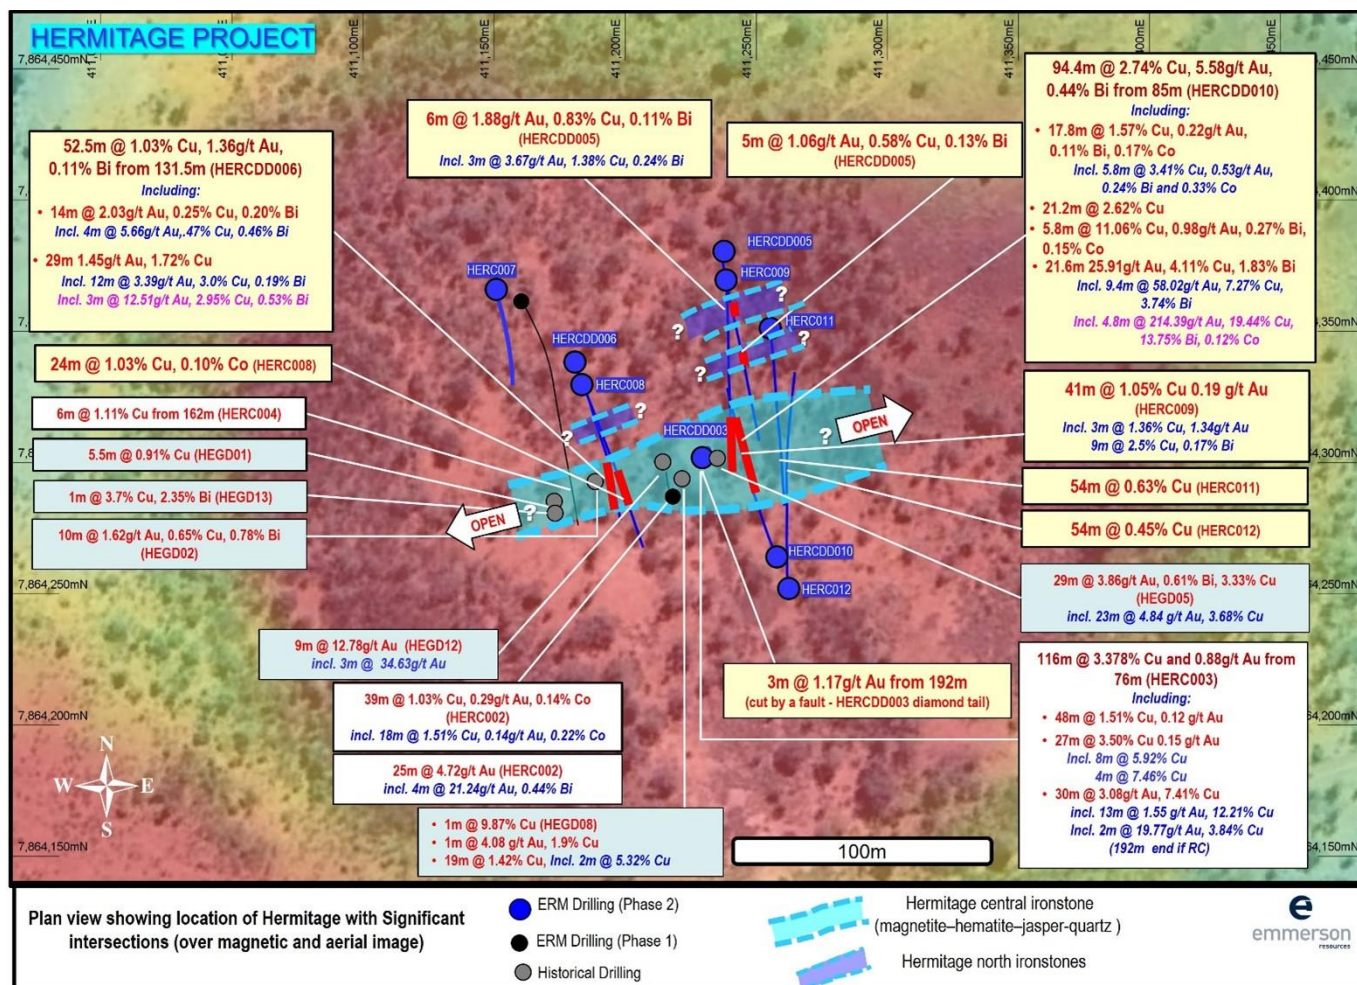 HERMITAGE PROJECT
411,100mE
411,150mE
411,200mE
411,250mE
411,300mE
411,350mE
7,864,450mN
52.5m @ 1.03% Cu, 1.36g/t Au,
0.11% Bi from 131.5m (HERCDD006)
Including:
• 14m @ 2.03g/t Au, 0.25% Cu, 0.20% Bi
Incl. 4m @ 5.66g/t Au,.47% Cu, 0.46% Bi
• 29m 1.45g/t Au, 1.72% Cu
Incl. 12m @ 3.39g/t Au, 3.0% Cu, 0.19% Bi
Incl. 3m @ 12.51g/t Au, 2.95% Cu, 0.53% Bi
24m @ 1.03% Cu, 0.10% Co (HERC008)
6m @ 1.11% Cu from 162m (HERC004)
5.5m @ 0.91% Cu (HEGD01)
1m @ 3.7% Cu, 2.35% Bi (HEGD13)
10m @ 1.62g/t Au, 0.65% Cu, 0.78% Bi
(HEGD02)
7,864,250mN
7,864,200mN
7,864,150mN
6m @ 1.88g/t Au, 0.83% Cu, 0.11% Bi
(HERCDD005)
Incl. 3m @ 3.67g/t Au, 1.38% Cu, 0.24% Bi
5m @ 1.06g/t Au, 0.58% Cu, 0.13% Bi
(HERCDD005)
HERCDD005
HERC009
HERC007
HERC011
HERCDD006
HERC008
HERCDD003
HERCDD010
HERC012
?
?
?
?
?
?
?
?
OPEN
OPEN
94.4m @ 2.74% Cu, 5.58g/t Au,
0.44% Bi from 85m (HERCDD010)
Including:
• 17.8m @ 1.57% Cu, 0.22g/t Au,
0.11% Bi, 0.17% Co
Incl. 5.8m @ 3.41% Cu, 0.53g/t Au,
0.24% Bi and 0.33% Co
• 21.2m @ 2.62% Cu
• 5.8m @ 11.06% Cu, 0.98g/t Au, 0.27% Bi,
0.15% Co
• 21.6m 25.91g/t Au, 4.11% Cu, 1.83% Bi
Incl. 9.4m @ 58.02g/t Au, 7.27% Cu,
3.74% Bi
Incl. 4.8m @ 214.39g/t Au, 19.44% Cu,
13.75% Bi, 0.12% Co
41m @ 1.05% Cu 0.19 g/t Au
(HERC009)
Incl. 3m @ 1.36% Cu, 1.34g/t Au
9m @ 2.5% Cu, 0.17% Bi
54m @ 0.63% Cu (HERC011)
54m @ 0.45% Cu (HERC012)
29m @ 3.86g/t Au, 0.61% Bi, 3.33% Cu
(HEGD05)
incl. 23m @ 4.84 g/t Au, 3.68% Cu
116m @ 3.378% Cu and 0.88g/t Au from
76m (HERC003)
Including:
• 48m @ 1.51% Cu, 0.12 g/t Au
• 27m @ 3.50% Cu 0.15 g/t Au
Incl. 8m @ 5.92% Cu
4m @ 7.46% Cu
• 30m @ 3.08g/t Au, 7.41% Cu
incl. 13m @ 1.55 g/t Au, 12.21% Cu
Incl. 2m @ 19.77g/t Au, 3.84% Cu
(192m end if RC)
9m @ 12.78g/t Au (HEGD12)
incl. 3m @ 34.63g/t Au
39m @ 1.03% Cu, 0.29g/t Au, 0.14% Co
(HERC002)
incl. 18m @ 1.51% Cu, 0.14g/t Au, 0.22% Co
25m @ 4.72g/t Au (HERC002)
incl. 4m @ 21.24g/t Au, 0.44% Bi
• 1m @ 9.87% Cu (HEGD08)
• 1m @ 4.08 g/t Au, 1.9% Cu
• 19m @ 1.42% Cu, Incl. 2m @ 5.32% Cu
3m @ 1.17g/t Au from 192m
(cut by a fault - HERCDD003 diamond tail)
N
W E
S
100m
Plan view showing location of Hermitage with Significant
intersections (over magnetic and aerial image)
ERM Drilling (Phase 2)
ERM Drilling (Phase 1)
Historical Drilling
Hermitage central ironstone
(magnetite–hematite–jasper-quartz )
Hermitage north ironstones
emmerson
resources